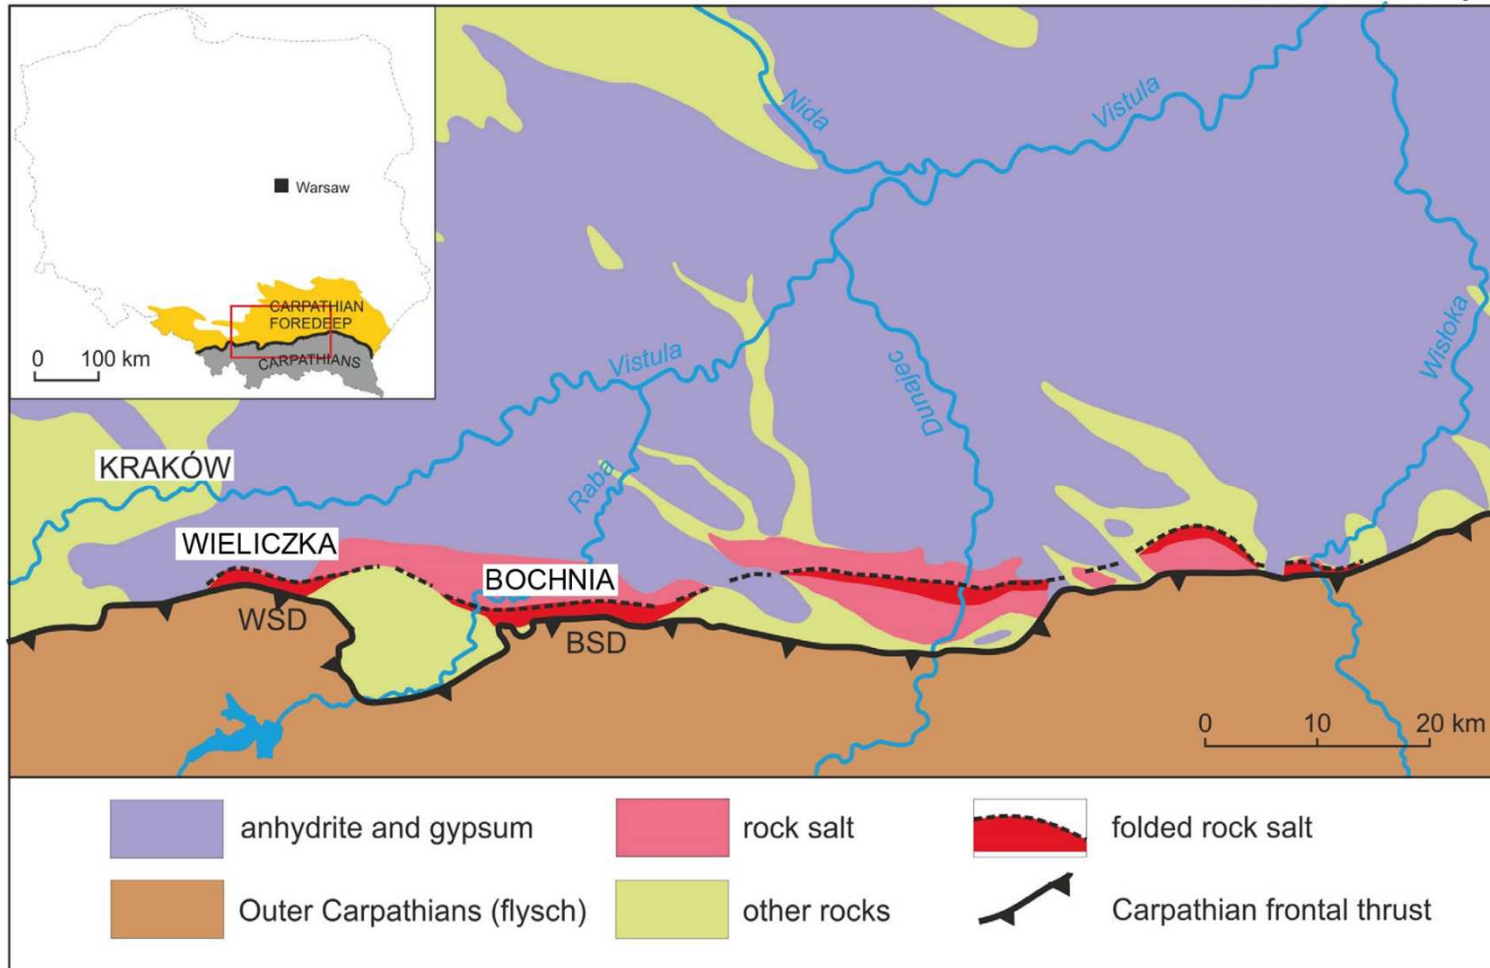 Warsaw
CARPATHIAN
FOREDEEP
CARPATHIANS
0 100 km
Nida
Vistula
Vistula
Dunajec
Wisłoka
Raba
KRAKÓW
WIELICZKA
BOCHNIA
WSD
BSD
0 10 20 km
anhydrite and gypsum
rock salt
folded rock salt
Outer Carpathians (flysch)
other rocks
Carpathian frontal thrust